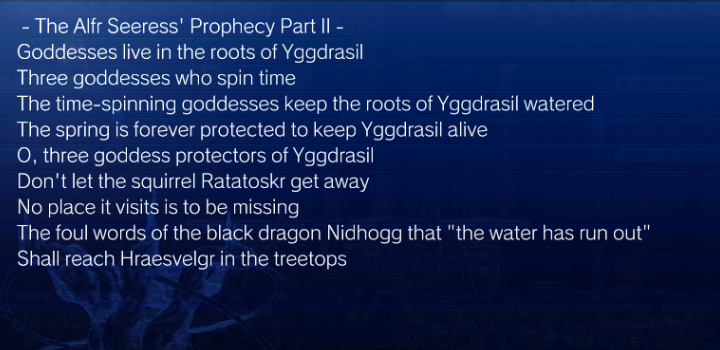 - The Alfr Seeress' Prophecy Part II -
Goddesses live in the roots of Yggdrasil
Three goddesses who spin time
The time-spinning goddesses keep the roots of Yggdrasil watered
The spring is forever protected to keep Yggdrasil alive
O, three goddess protectors of Yggdrasil
Don't let the squirrel Ratatoskr get away
No place it visits is to be missing
The foul words of the black dragon Nidhogg that "the water has run out"
Shall reach Hraesvelgr in the treetops